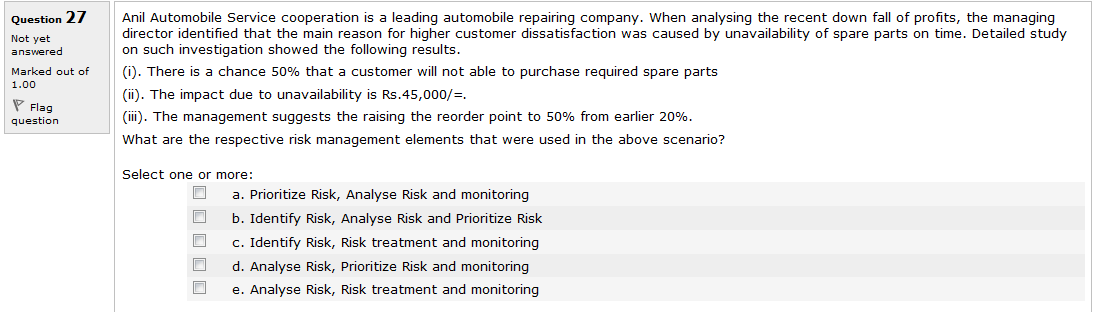 Question 27
Not yet
answered
Marked out of
1.00
Flag
question
Anil Automobile Service cooperation is a leading automobile repairing company. When analysing the recent down fall of profits, the managing
director identified that the main reason for higher customer dissatisfaction was caused by unavailability of spare parts on time. Detailed study
on such investigation showed the following results.
(i). There is a chance 50% that a customer will not able to purchase required spare parts
(ii). The impact due to unavailability is Rs.45,000/=.
(iii). The management suggests the raising the reorder point to 50% from earlier 20%.
What are the respective risk management elements that were used in the above scenario?
Select one or more:
a. Prioritize Risk, Analyse Risk and monitoring
b. Identify Risk, Analyse Risk and Prioritize Risk
c. Identify Risk, Risk treatment and monitoring
d. Analyse Risk, Prioritize Risk and monitoring
e. Analyse Risk, Risk treatment and monitoring